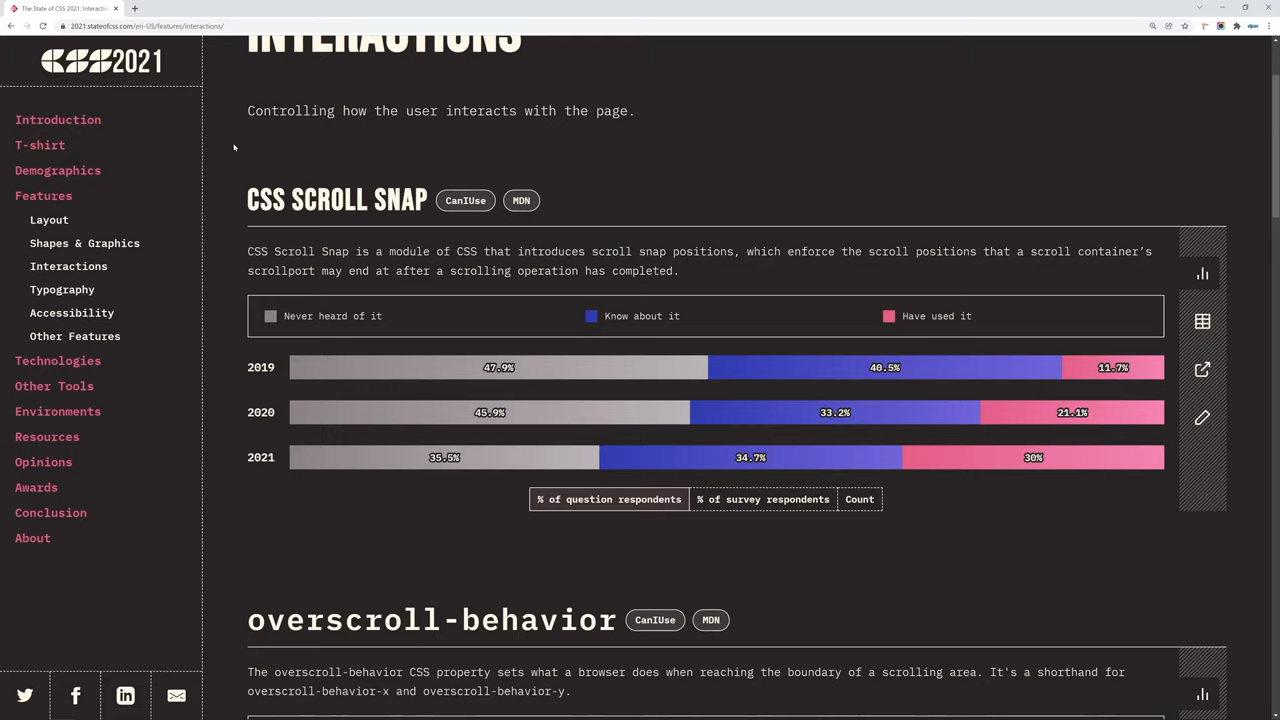 The State of CSS 2021: Interactio
2021.stateofcss.com/en-US/features/interactions/
CSS2021
Introduction
T-shirt
Demographics
Features
Layout
Shapes & Graphics
Interactions
Typography
Accessibility
Other Features
Technologies
Other Tools
Environments
Resources
Opinions
Awards
Conclusion
About
INTERACTIONS
Controlling how the user interacts with the page.
CSS SCROLL SNAP CanIUse MDN
CSS Scroll Snap is a module of CSS that introduces scroll snap positions, which enforce the scroll positions that a scroll container's
scrollport may end at after a scrolling operation has completed.
Never heard of it Know about it Have used it
2019 47.9% 40.5% 11.7%
2020 45.9% 33.2% 21.1%
2021 35.5% 34.7% 30%
% of question respondents % of survey respondents Count
overscroll-behavior CanIUse MDN
The overscroll-behavior CSS property sets what a browser does when reaching the boundary of a scrolling area. It's a shorthand for
overscroll-behavior-x and overscroll-behavior-y.